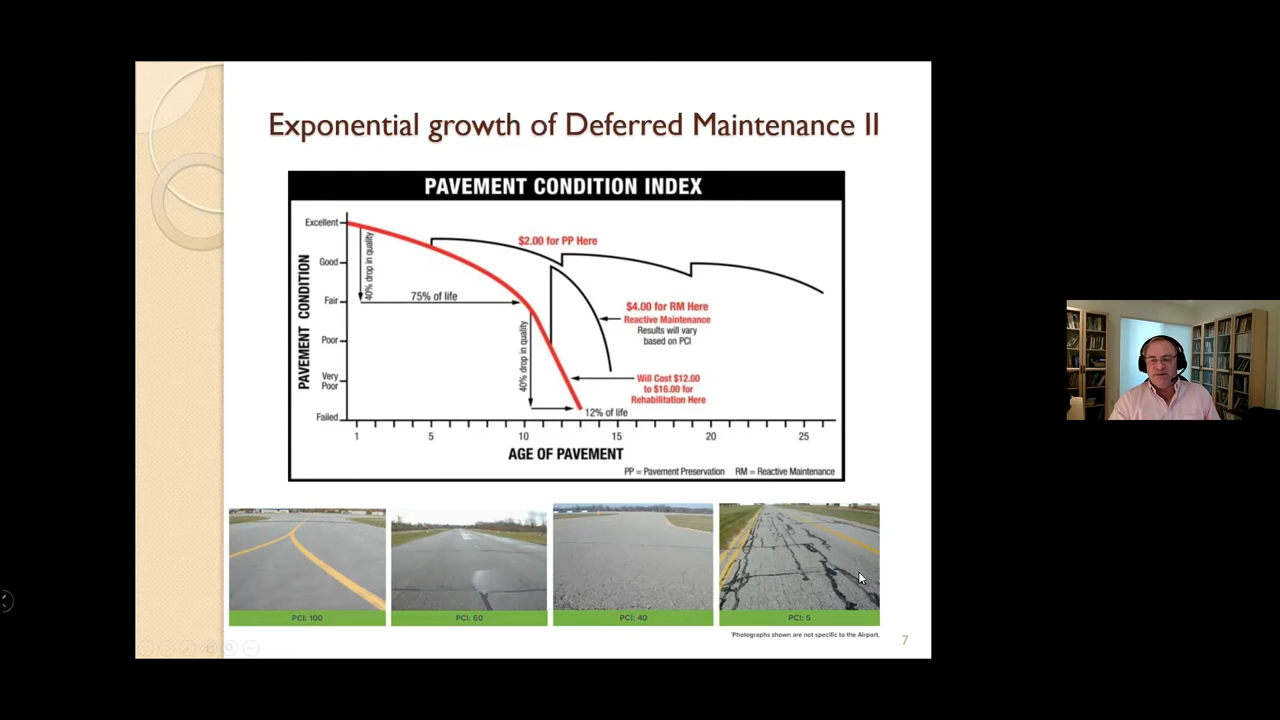 Exponential growth of Deferred Maintenance II
PAVEMENT CONDITION INDEX
PAVEMENT CONDITION
Excellent
Good
Fair
Poor
Very
Poor
Failed
40% drop in quality
75% of life
$2.00 for PP Here
$4.00 for RM Here
Reactive Maintenance
Results will vary
based on PCI
40% drop in quality
Will Cost $12.00
to $16.00 for
Rehabilitation Here
12% of life
1 5 10 15 20 25
AGE OF PAVEMENT
PP = Pavement Preservation RM = Reactive Maintenance
PCI: 100
PCI: 60
PCI: 40
PCI: 5
*Photographs shown are not specific to the Airport.
7